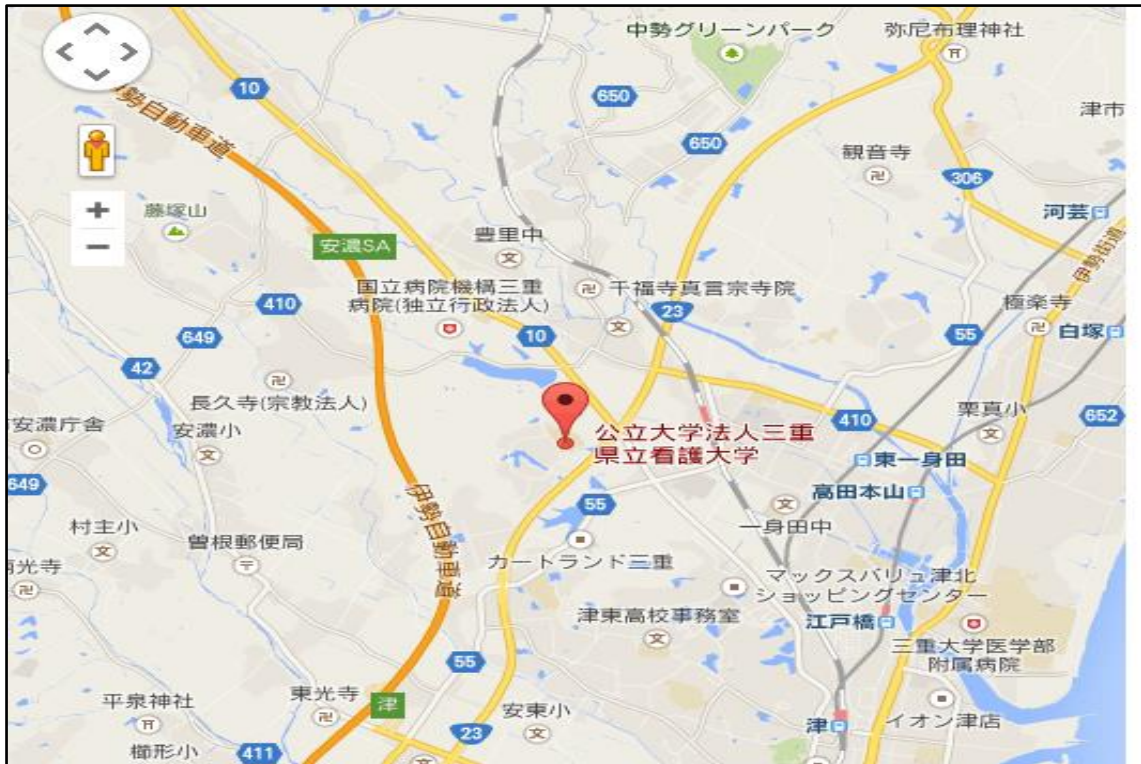 中勢グリーンパーク
弥尼布理神社
10
650
津市
伊勢自動車道
650
観音寺
306
藤塚山
河芸
安濃SA
豊里中
伊勢街道
国立病院機構三重
病院(独立行政法人)
千福寺真言宗寺院
410
23
極楽寺
649
10
55
白塚
42
長久寺(宗教法人)
410
栗真小
652
安濃庁舎
安濃小
公立大学法人三重
県立看護大学
東一身田
649
高田本山
55
伊勢自動車道
村主小
曽根郵便局
一身田中
光寺
カートランド三重
マックスバリュ津北
ショッピングセンター
津東高校事務室
江戸橋
三重大学医学部
附属病院
55
平泉神社
東光寺
津
安東小
津
イオン津店
23
櫛形小
411